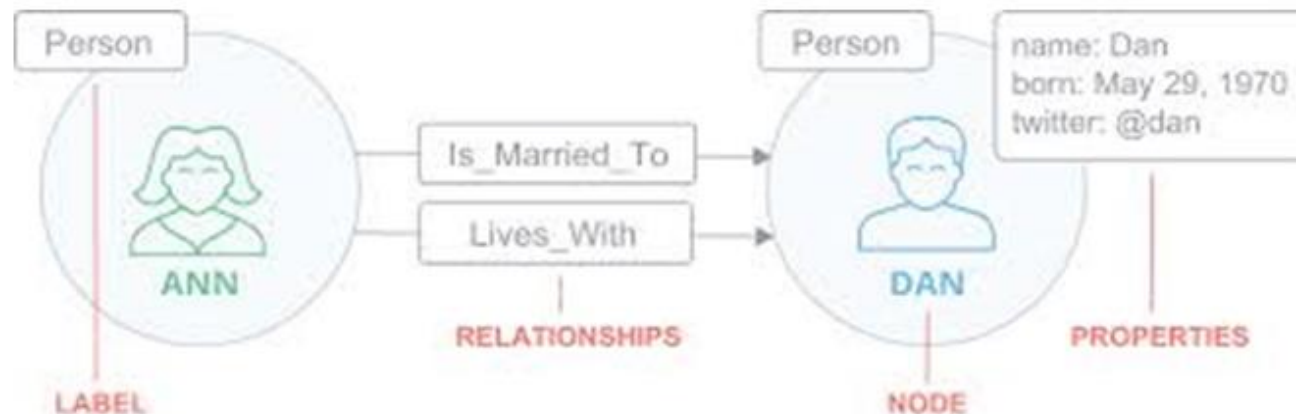 Person
Person
name: Dan
born: May 29, 1970
twitter: @dan
Is_Married_To
Lives_With
ANN
DAN
RELATIONSHIPS
PROPERTIES
LABEL
NODE